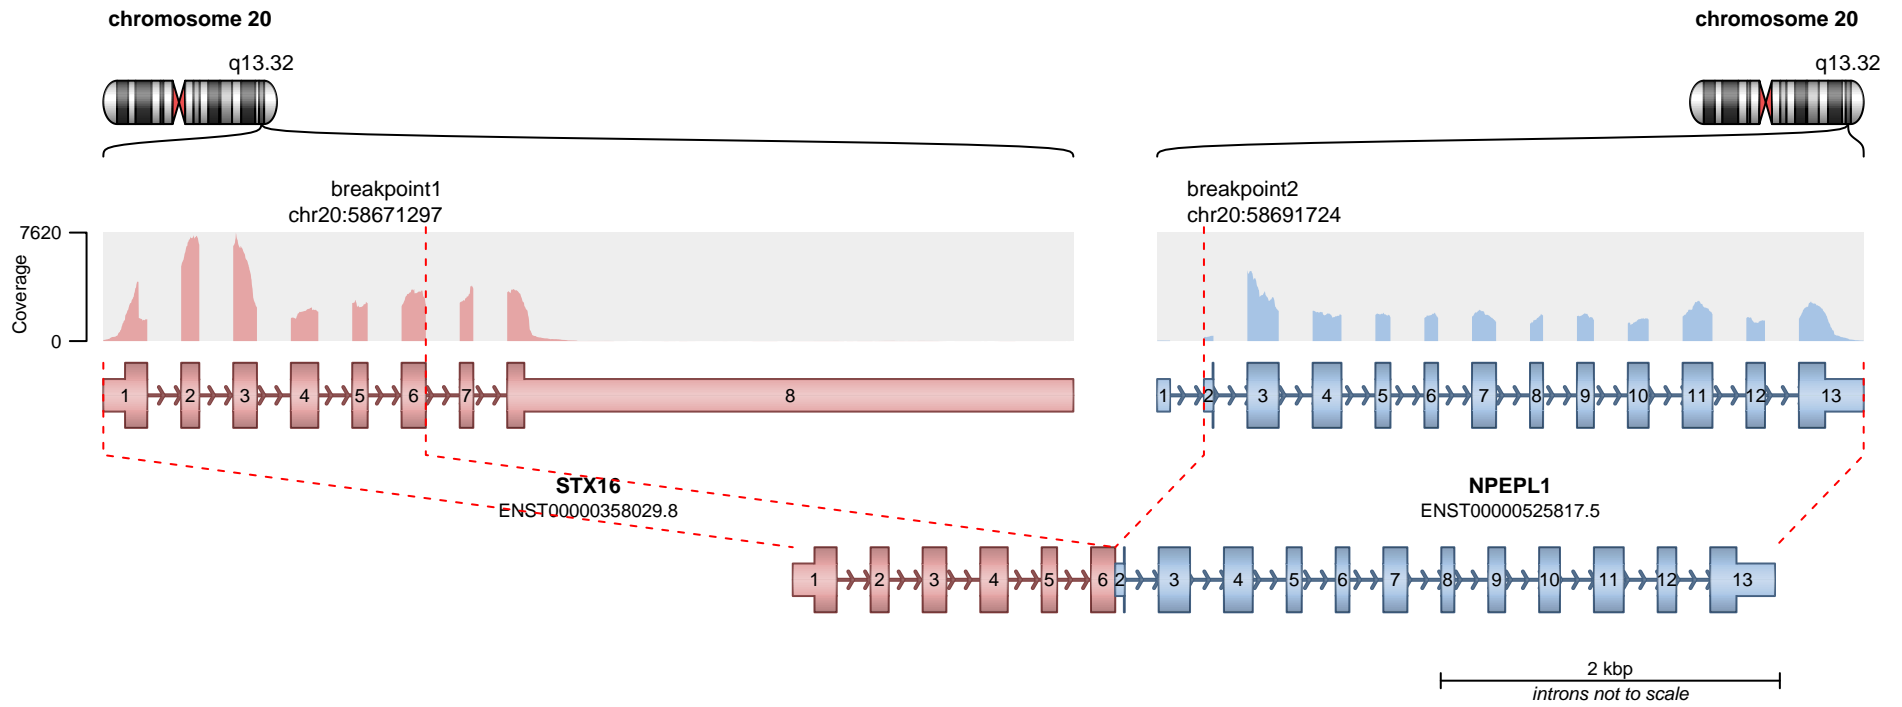 chromosome 20
chromosome 20
q13.32
q13.32
breakpoint1
chr20:58671297
breakpoint2
chr20:58691724
7620
Coverage
0
1 2 3 4 5 6 7 8
1 2 3 4 5 6 7 8 9 10 11 12 13
STX16
ENST00000358029.8
NPEPL1
ENST00000525817.5
1 2 3 4 5 6 2 3 4 5 6 7 8 9 10 11 12 13
2 kbp
introns not to scale